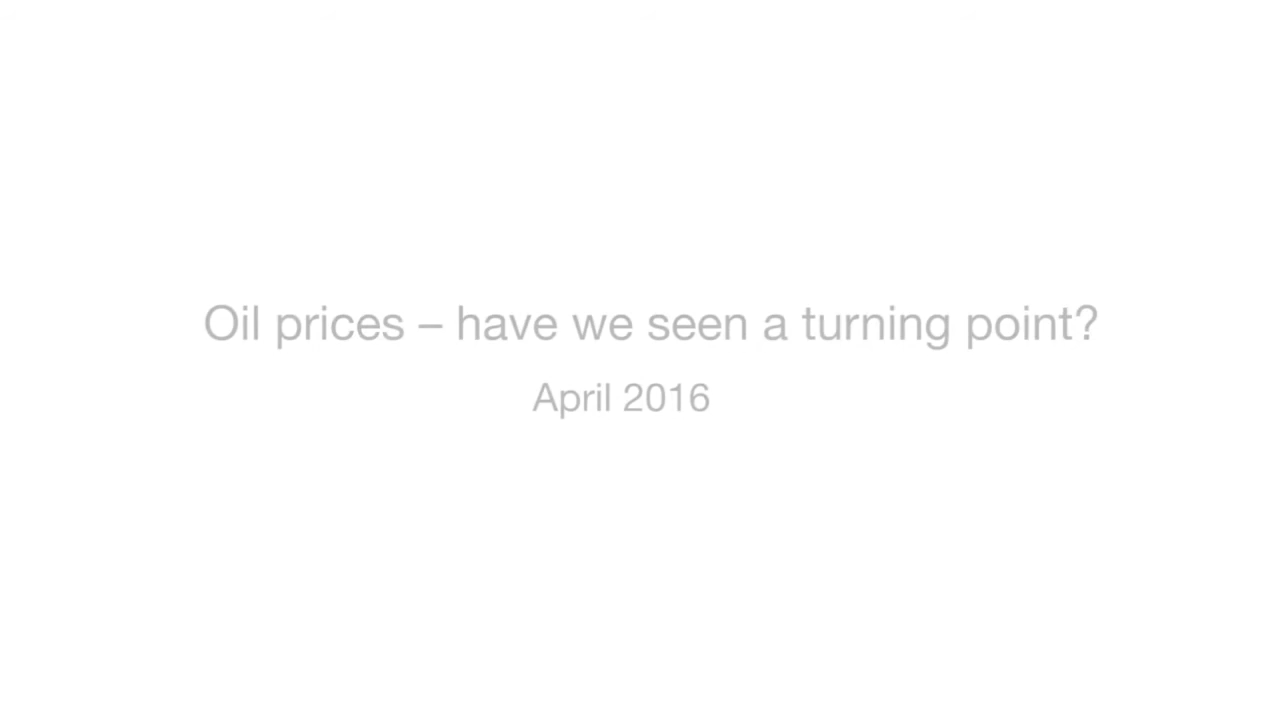 Oil prices – have we seen a turning point?
April 2016